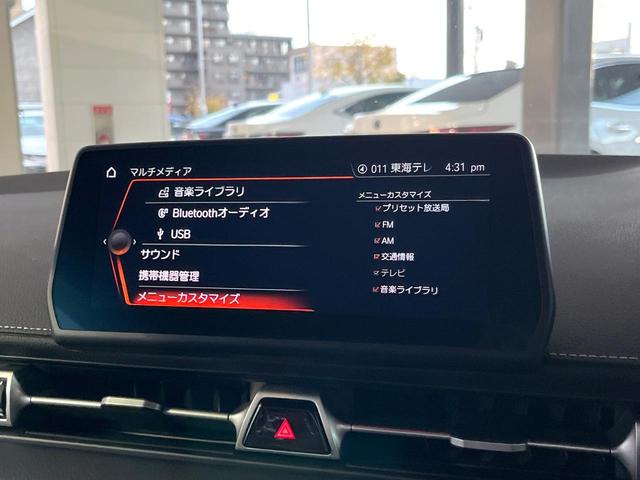 マルチメディア
011 東海テレ 4:31 pm
音楽ライブラリ
Bluetoothオーディオ
USB
サウンド
携帯機器管理
メニューカスタマイズ
メニューカスタマイズ
プリセット放送局
FM
AM
交通情報
テレビ
音楽ライブラリ